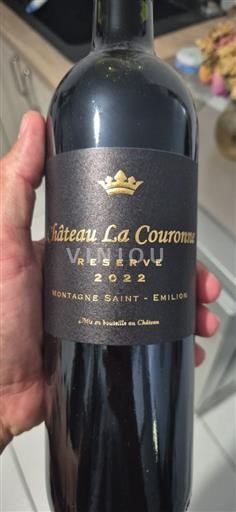 Château La Couronne
VINIOU
RESERVE
2022
MONTAGNE SAINT - EMILION
Mis en bouteille au Château